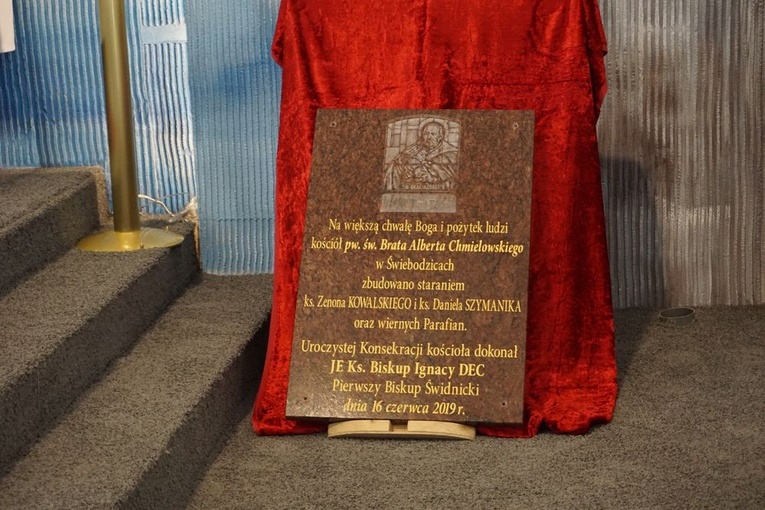 Na większą chwałę Boga i pożytek ludzi
kościół pw. św. Brata Alberta Chmielowskiego
w Świebodzicach
zbudowano staraniem
ks. Zenona KOWALSKIEGO i ks. Daniela SZYMANIKA
oraz wiernych Parafian.
Uroczystej Konsekracji kościoła dokonał
JE Ks. Biskup Ignacy DEC
Pierwszy Biskup Świdnicki
dnia 16 czerwca 2019 r.